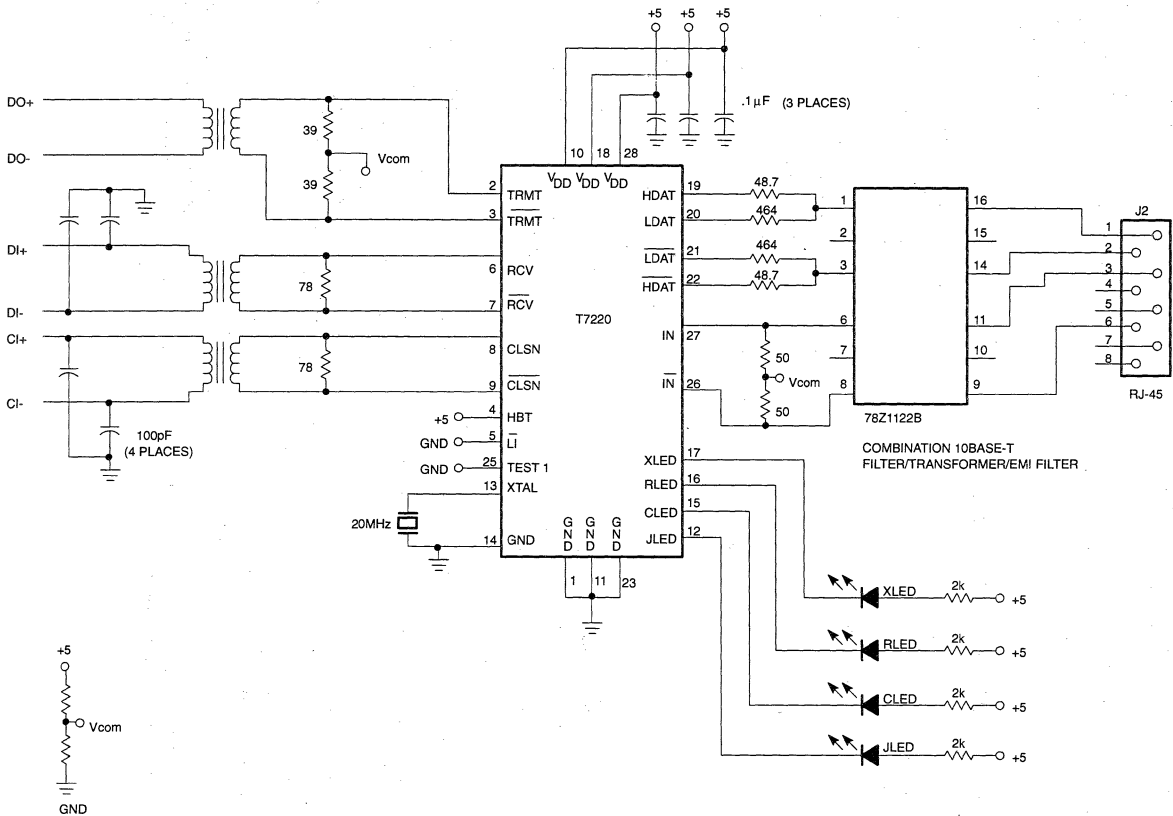 +5 +5 +5
.1µF (3 PLACES)
DO+
DO-
39
39
Vcom
DI+
DI-
78
CI+
CI-
78
100pF
(4 PLACES)
10 18 28
VDD VDD VDD
2 TRMT
3 TRMT
6 RCV
7 RCV
8 CLSN
9 CLSN
+5 4 HBT
GND 5 LI
GND 25 TEST 1
13 XTAL
20MHz
14 GND
T7220
GND GND GND
1 11 23
HDAT 19 48.7
LDAT 20 464
LDAT 21 464
HDAT 22 48.7
IN 27
IN 26
50
Vcom
50
XLED 17
RLED 16
CLED 15
JLED 12
1 16
2 15
3 14
6 11
7 10
8 9
78Z1122B
COMBINATION 10BASE-T
FILTER/TRANSFORMER/EMI FILTER
J2
1
2
3
4
5
6
7
8
RJ-45
XLED 2k +5
RLED 2k +5
CLED 2k +5
JLED 2k +5
+5
Vcom
GND